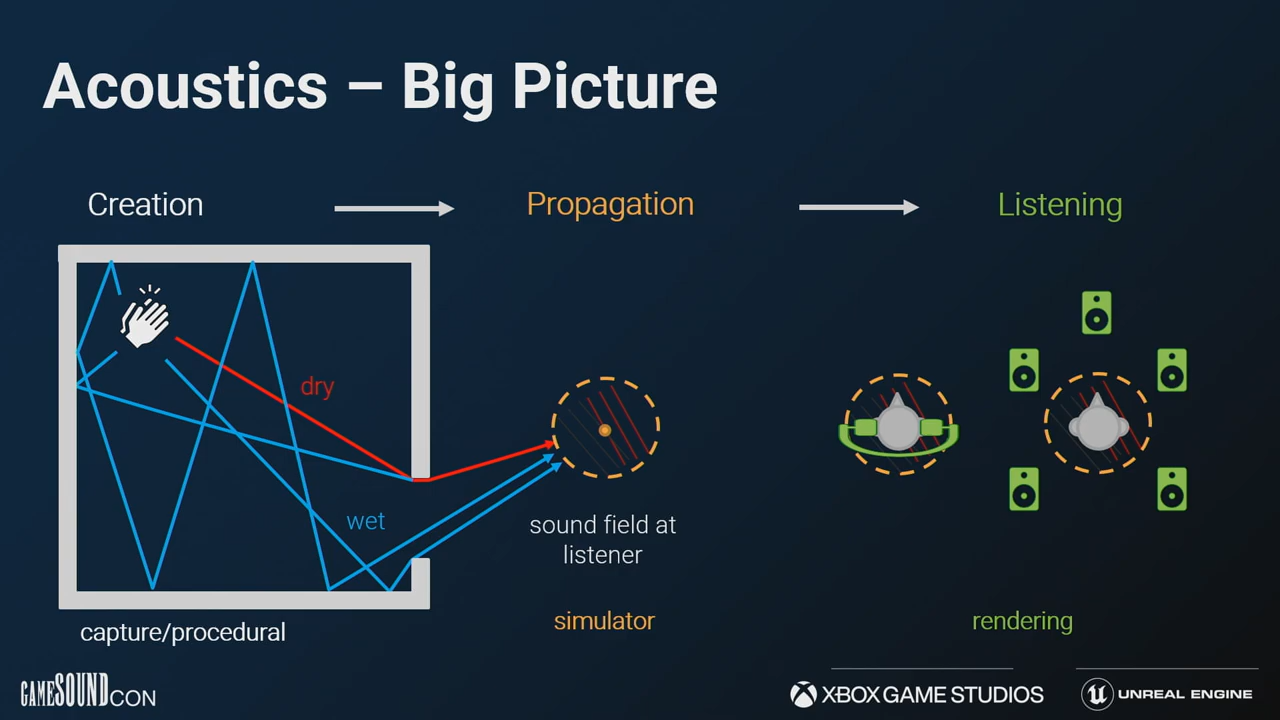 Acoustics – Big Picture
Creation
Propagation
Listening
dry
wet
sound field at
listener
capture/procedural
simulator
rendering
GAMESOUNDCON
XBOX GAME STUDIOS
UNREAL ENGINE